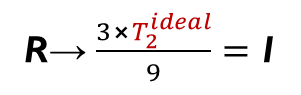 R→ (3×T₂^ideal)/9 = I